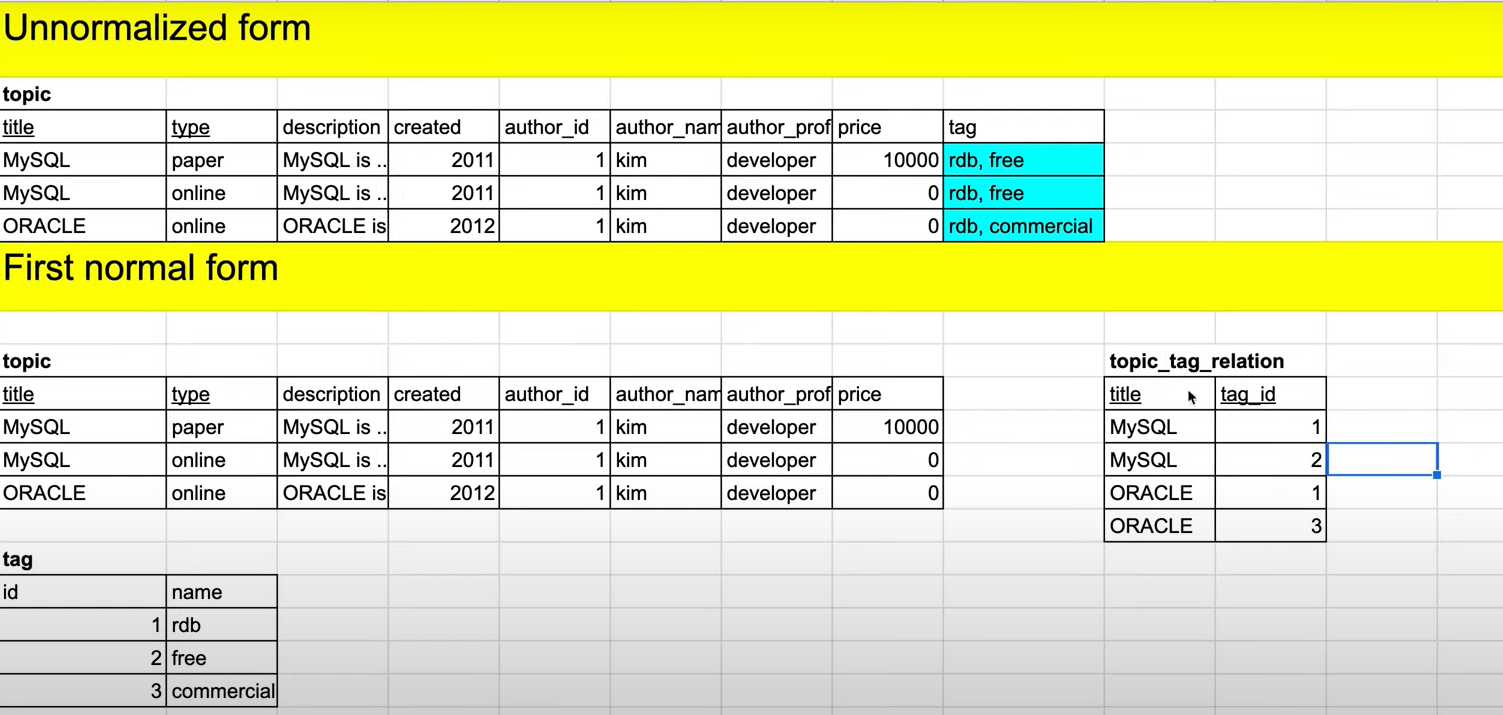 Unnormalized form
topic
title type description created author_id author_nam author_prof price tag
MySQL paper MySQL is .. 2011 1 kim developer 10000 rdb, free
MySQL online MySQL is .. 2011 1 kim developer 0 rdb, free
ORACLE online ORACLE is 2012 1 kim developer 0 rdb, commercial
First normal form
topic
title type description created author_id author_nam author_prof price
MySQL paper MySQL is .. 2011 1 kim developer 10000
MySQL online MySQL is .. 2011 1 kim developer 0
ORACLE online ORACLE is 2012 1 kim developer 0
topic_tag_relation
title tag_id
MySQL 1
MySQL 2
ORACLE 1
ORACLE 3
tag
id name
1 rdb
2 free
3 commercial